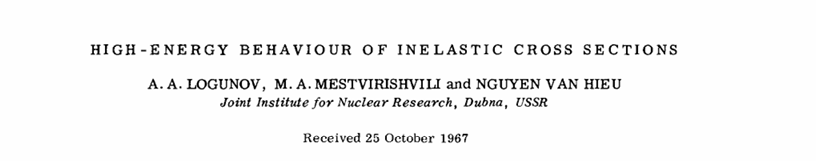 HIGH-ENERGY BEHAVIOUR OF INELASTIC CROSS SECTIONS
A. A. LOGUNOV, M. A. MESTVIRISHVILI and NGUYEN VAN HIEU
Joint Institute for Nuclear Research, Dubna, USSR
Received 25 October 1967